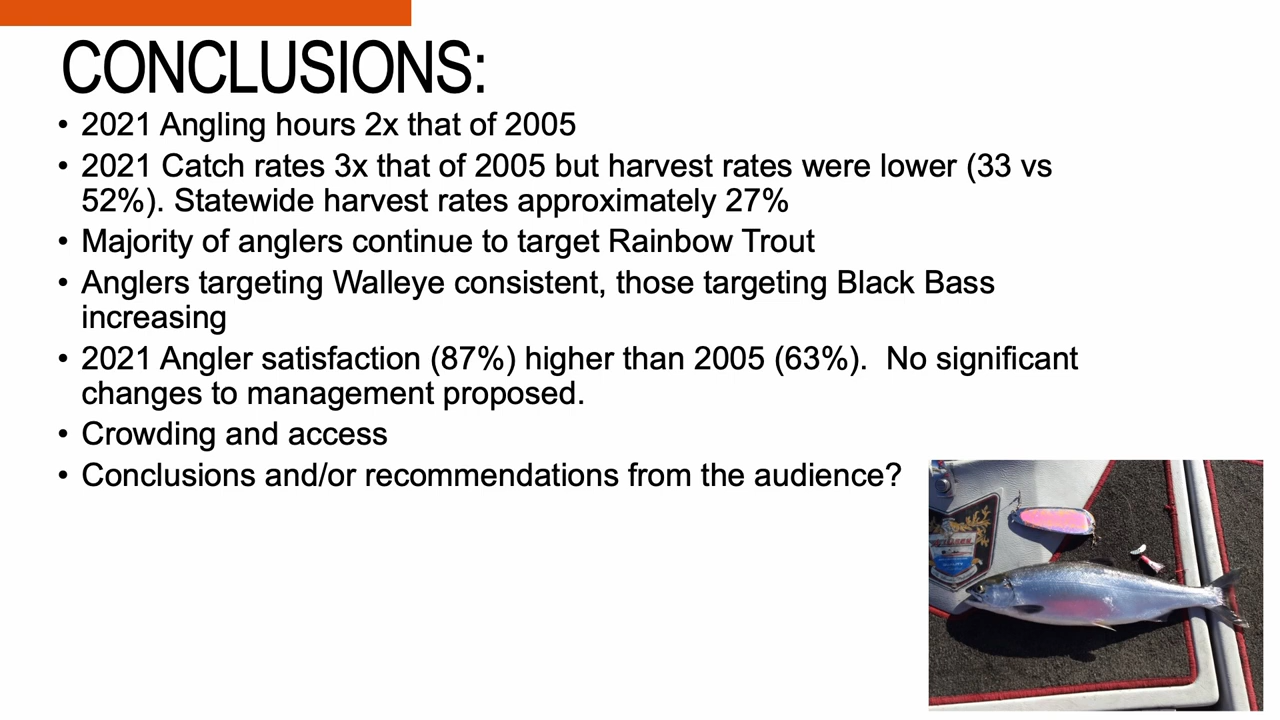 CONCLUSIONS:
• 2021 Angling hours 2x that of 2005
• 2021 Catch rates 3x that of 2005 but harvest rates were lower (33 vs
52%). Statewide harvest rates approximately 27%
• Majority of anglers continue to target Rainbow Trout
• Anglers targeting Walleye consistent, those targeting Black Bass
increasing
• 2021 Angler satisfaction (87%) higher than 2005 (63%).  No significant
changes to management proposed.
• Crowding and access
• Conclusions and/or recommendations from the audience?